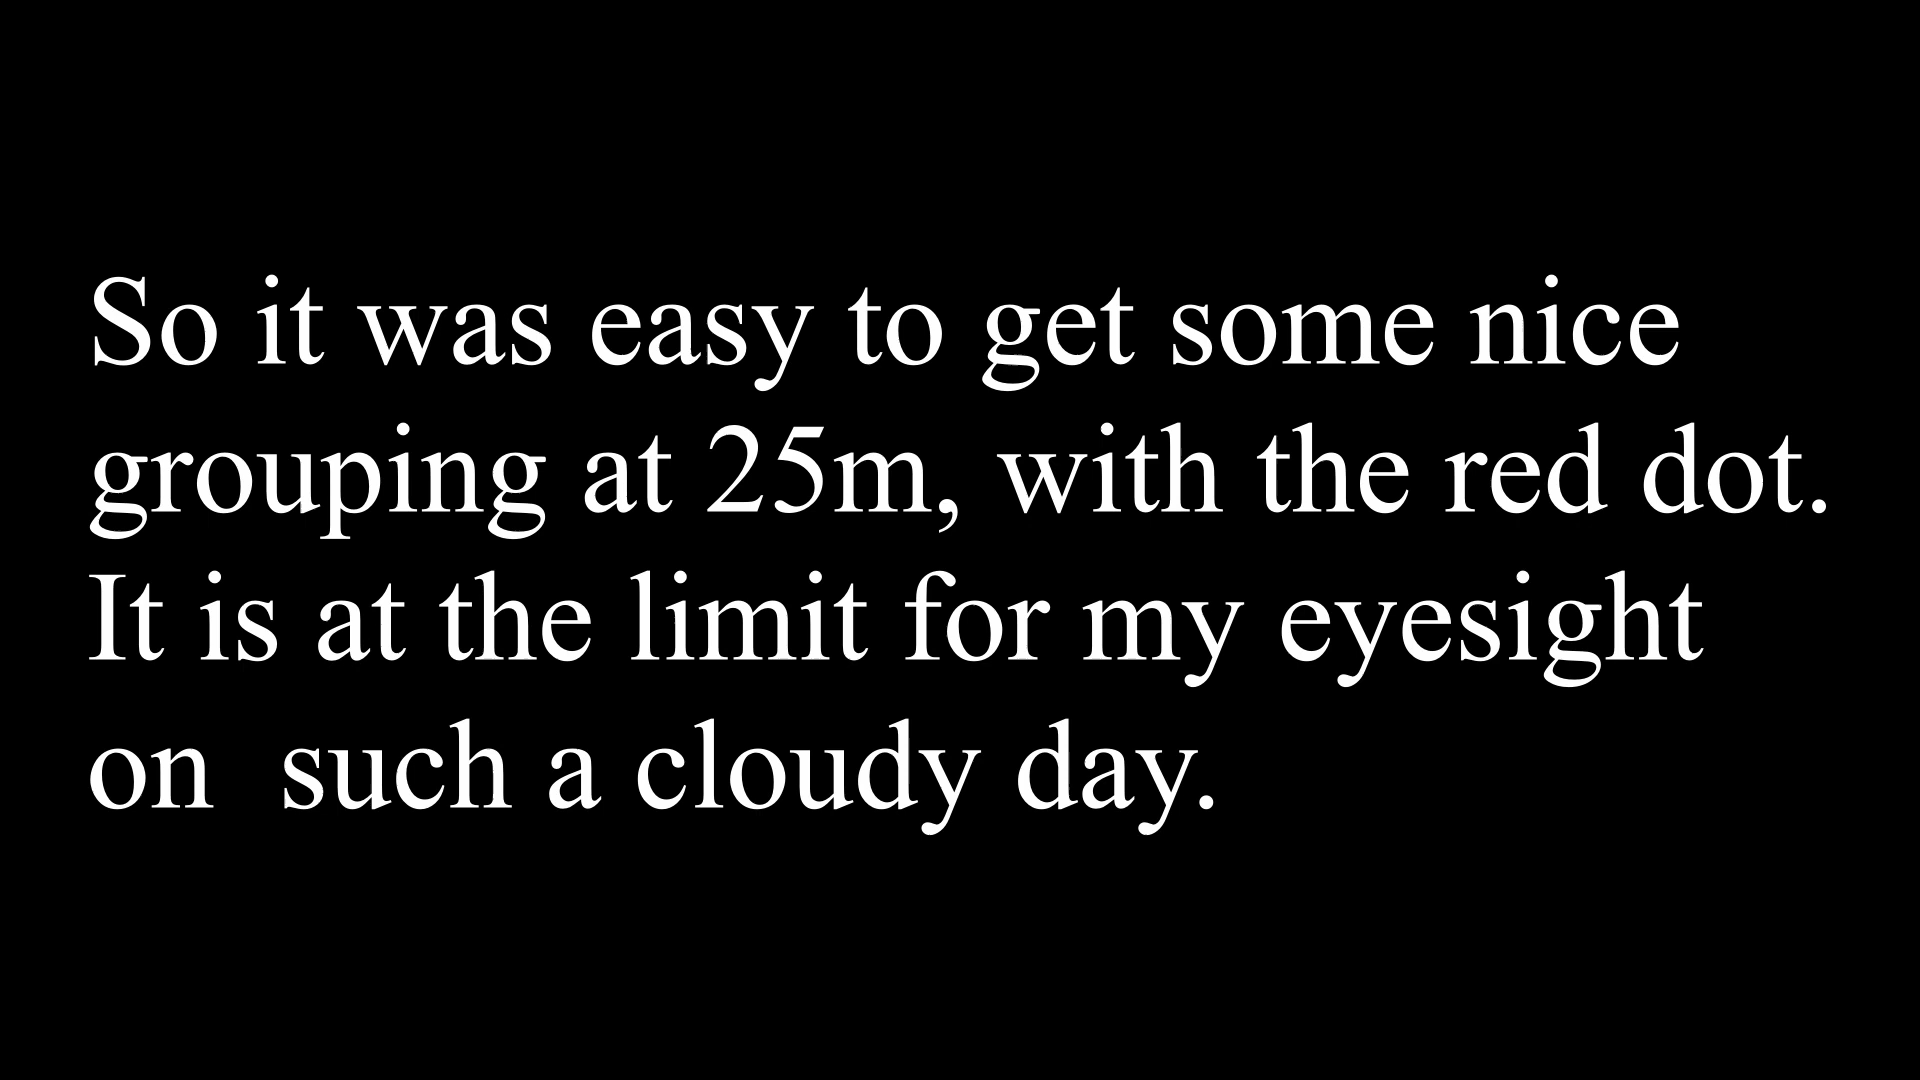 So it was easy to get some nice
grouping at 25m, with the red dot.
It is at the limit for my eyesight
on  such a cloudy day.